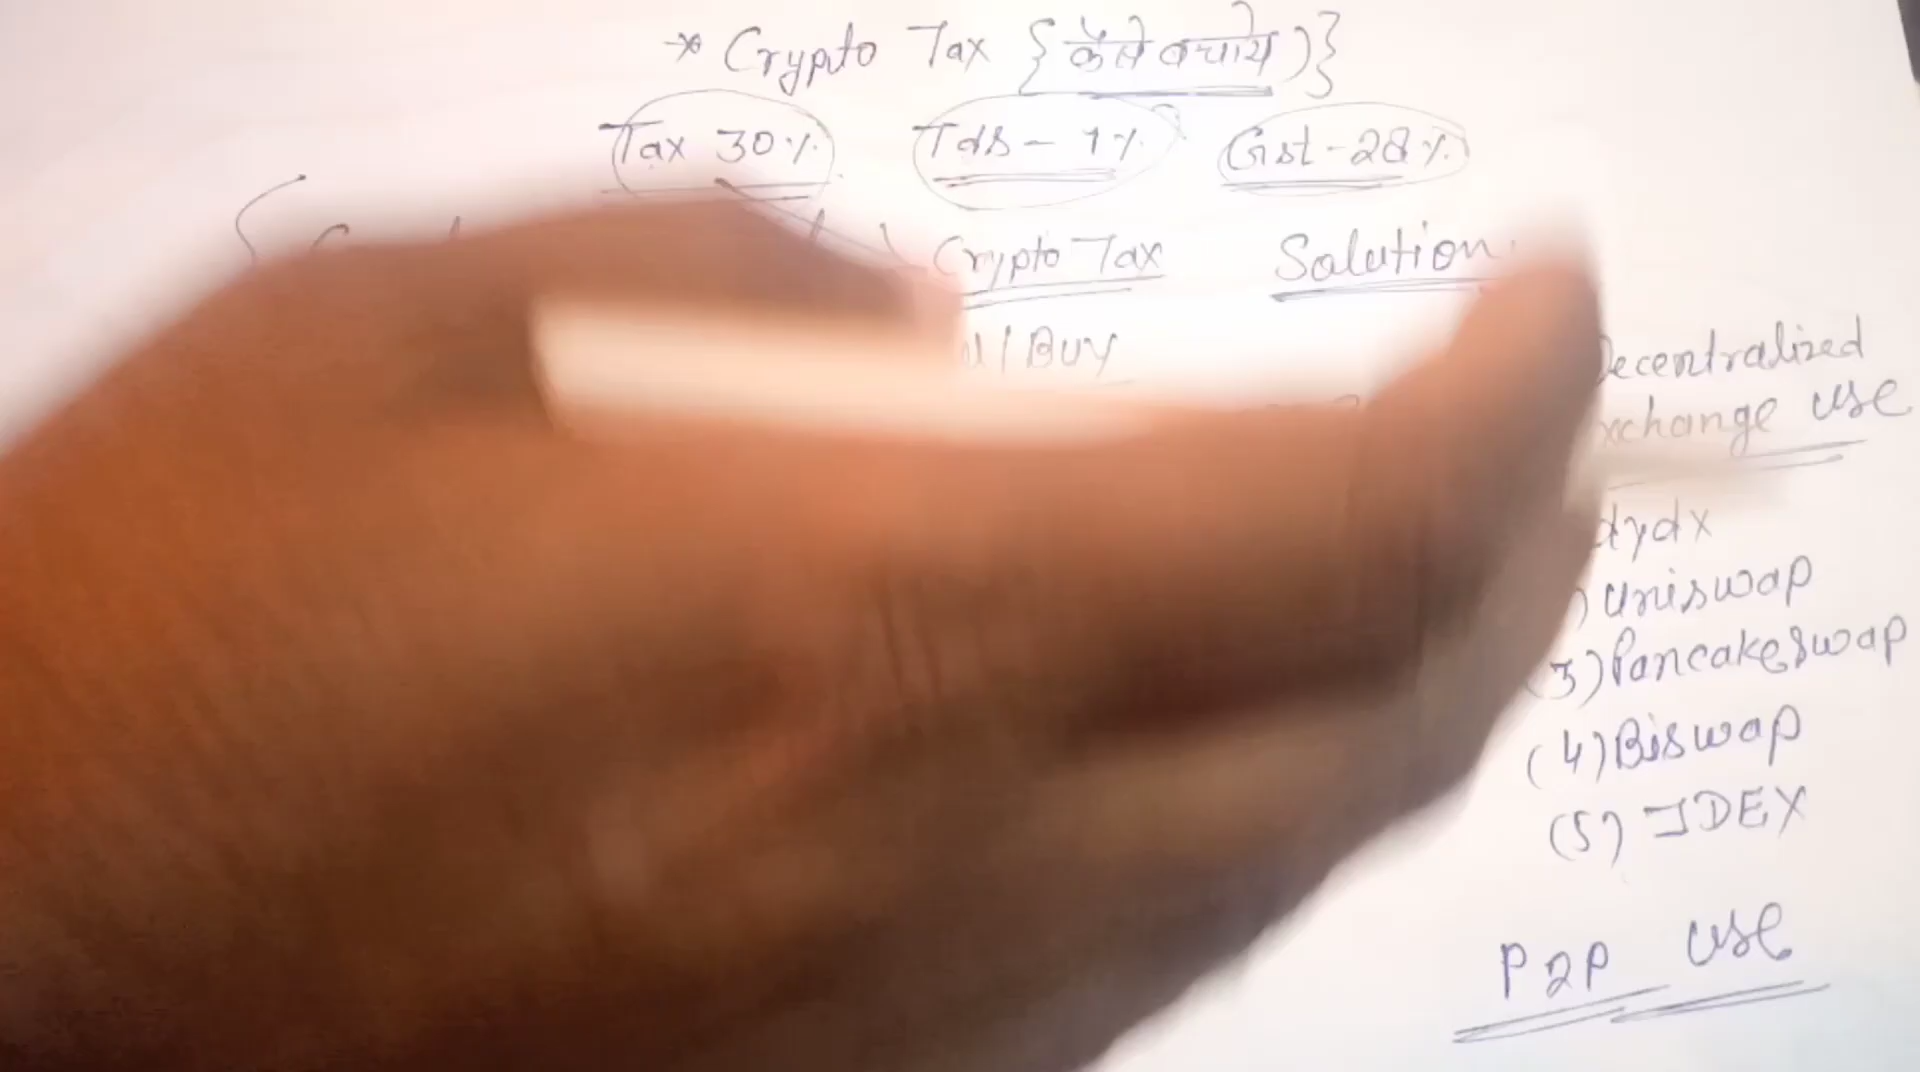 * Crypto Tax {कैसे बचाये)}
Tax 30% Tds - 1% Gst - 28%
Crypto Tax Solution
/ Buy
Decentralized
xchange use
dydx
) Uniswap
3) Pancakeswap
(4) Biswap
(5) IDEX
P2P use